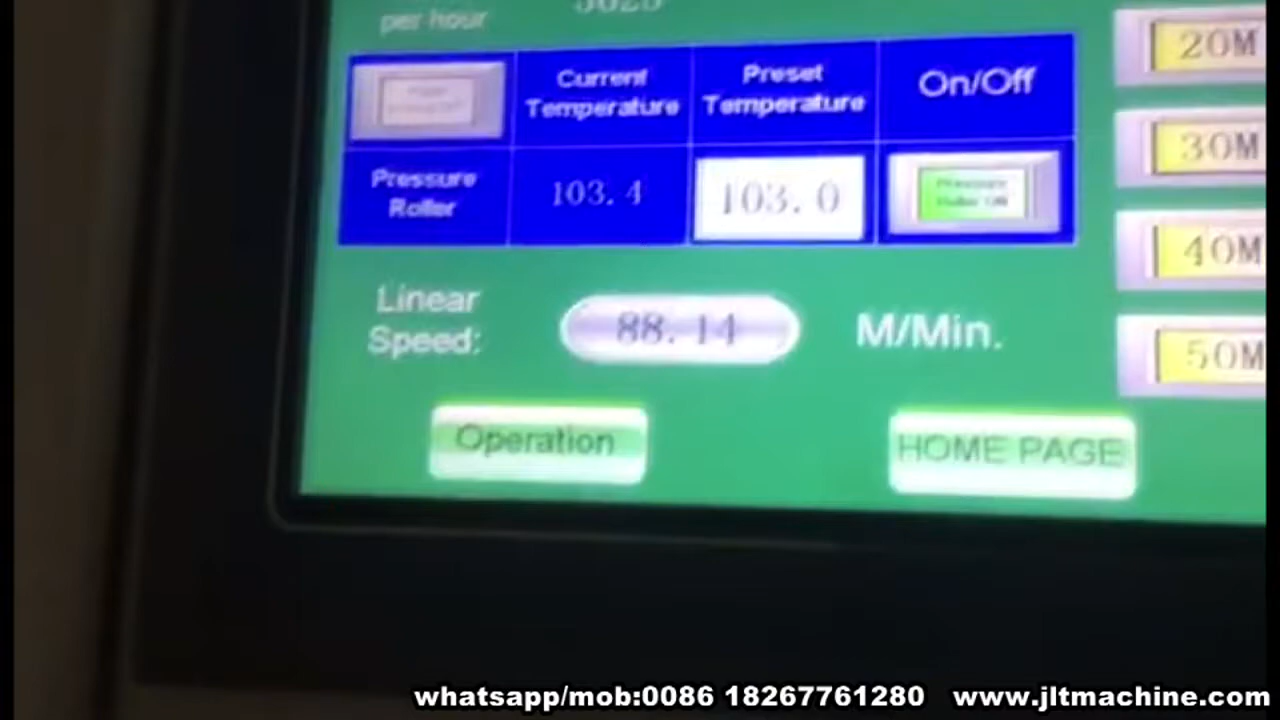 per hour
Current
Temperature
Preset
Temperature
On/Off
Pressure
Roller
103.4
103.0
Pressure
Roller ON
Linear
Speed:
88.14
M/Min.
Operation
HOME PAGE
20M
30M
40M
50M
whatsapp/mob:0086 18267761280 www.jltmachine.com